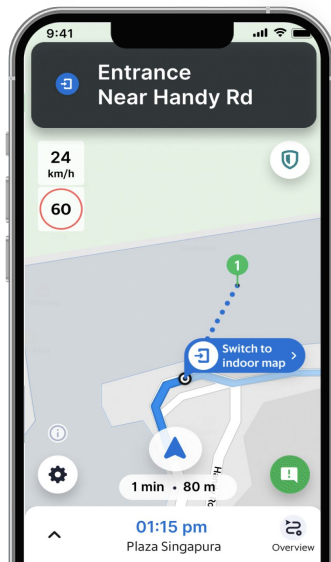 9:41
Entrance
Near Handy Rd
24
km/h
60
1
Switch to
indoor map
1 min • 80 m
01:15 pm
Plaza Singapura
Overview